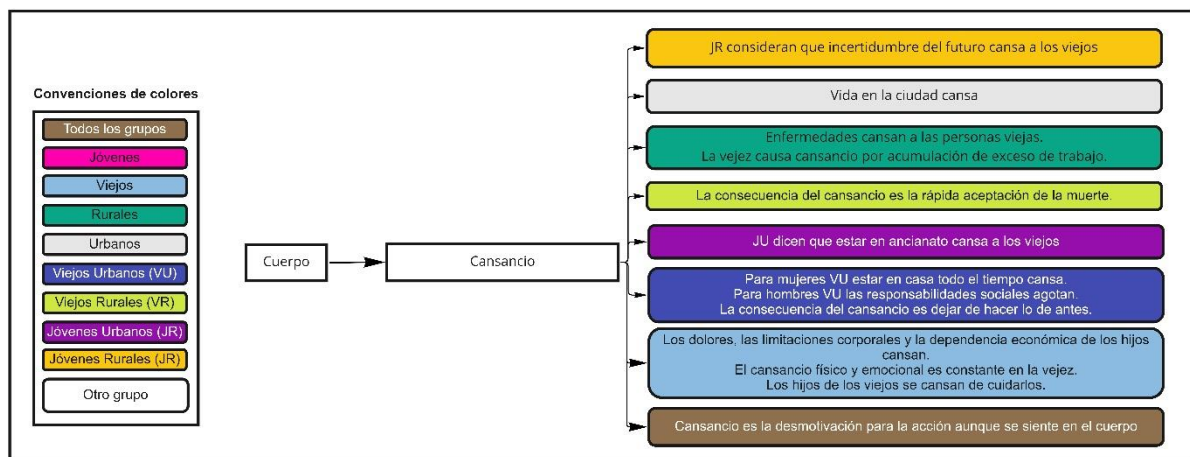 Convenciones de colores
Todos los grupos
Jóvenes
Viejos
Rurales
Urbanos
Viejos Urbanos (VU)
Viejos Rurales (VR)
Jóvenes Urbanos (JR)
Jóvenes Rurales (JR)
Otro grupo
Cuerpo
Cansancio
JR consideran que incertidumbre del futuro cansa a los viejos
Vida en la ciudad cansa
Enfermedades cansan a las personas viejas.
La vejez causa cansancio por acumulación de exceso de trabajo.
La consecuencia del cansancio es la rápida aceptación de la muerte.
JU dicen que estar en ancianato cansa a los viejos
Para mujeres VU estar en casa todo el tiempo cansa.
Para hombres VU las responsabilidades sociales agotan.
La consecuencia del cansancio es dejar de hacer lo de antes.
Los dolores, las limitaciones corporales y la dependencia económica de los hijos
cansan.
El cansancio físico y emocional es constante en la vejez.
Los hijos de los viejos se cansan de cuidarlos.
Cansancio es la desmotivación para la acción aunque se siente en el cuerpo